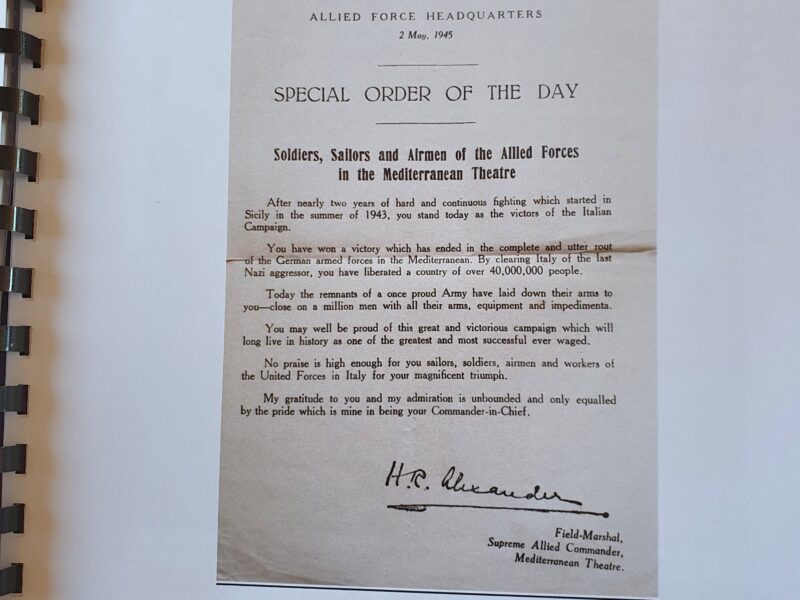 ALLIED FORCE HEADQUARTERS
2 May, 1945
SPECIAL ORDER OF THE DAY
Soldiers, Sailors and Airmen of the Allied Forces
in the Mediterranean Theatre
After nearly two years of hard and continuous fighting which started in
Sicily in the summer of 1943, you stand today as the victors of the Italian
Campaign.
You have won a victory which has ended in the complete and utter rout
of the German armed forces in the Mediterranean. By clearing Italy of the last
Nazi aggressor, you have liberated a country of over 40,000,000 people.
Today the remnants of a once proud Army have laid down their arms to
you—close on a million men with all their arms, equipment and impedimenta.
You may well be proud of this great and victorious campaign which will
long live in history as one of the greatest and most successful ever waged.
No praise is high enough for you sailors, soldiers, airmen and workers of
the United Forces in Italy for your magnificent triumph.
My gratitude to you and my admiration is unbounded and only equalled
by the pride which is mine in being your Commander-in-Chief.
H.R. Alexander
Field-Marshal,
Supreme Allied Commander,
Mediterranean Theatre.